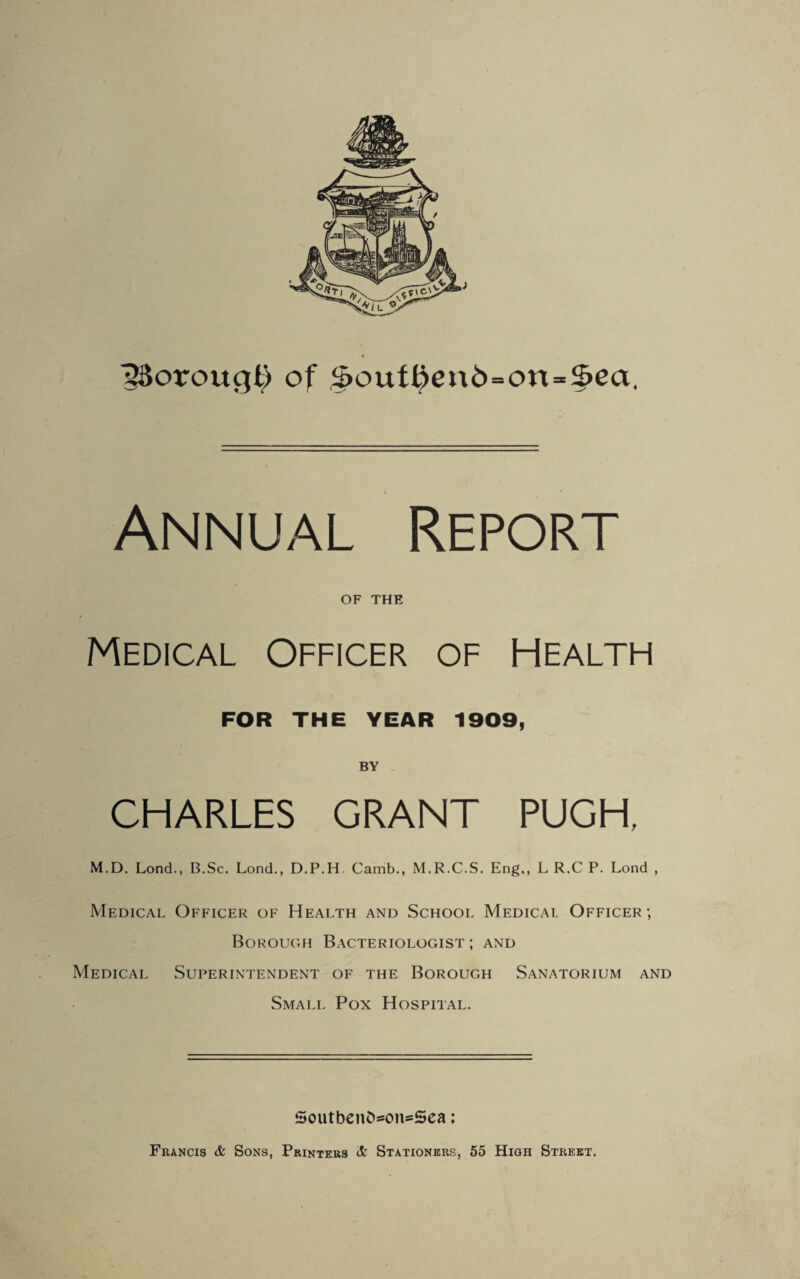 FORTI NIHIL DIFFICILE
Borough of Southend=on=Sea.
ANNUAL REPORT
OF THE
MEDICAL OFFICER OF HEALTH
FOR THE YEAR 1909,
BY
CHARLES GRANT PUGH,
M.D. Lond., B.Sc. Lond., D.P.H. Camb., M.R.C.S. Eng., L R.C P. Lond ,
MEDICAL OFFICER OF HEALTH AND SCHOOL MEDICAL OFFICER ;
BOROUGH BACTERIOLOGIST ; AND
MEDICAL SUPERINTENDENT OF THE BOROUGH SANATORIUM AND
SMALL POX HOSPITAL.
Southend=on=Sea :
FRANCIS & SONS, PRINTERS & STATIONERS, 55 HIGH STREET.